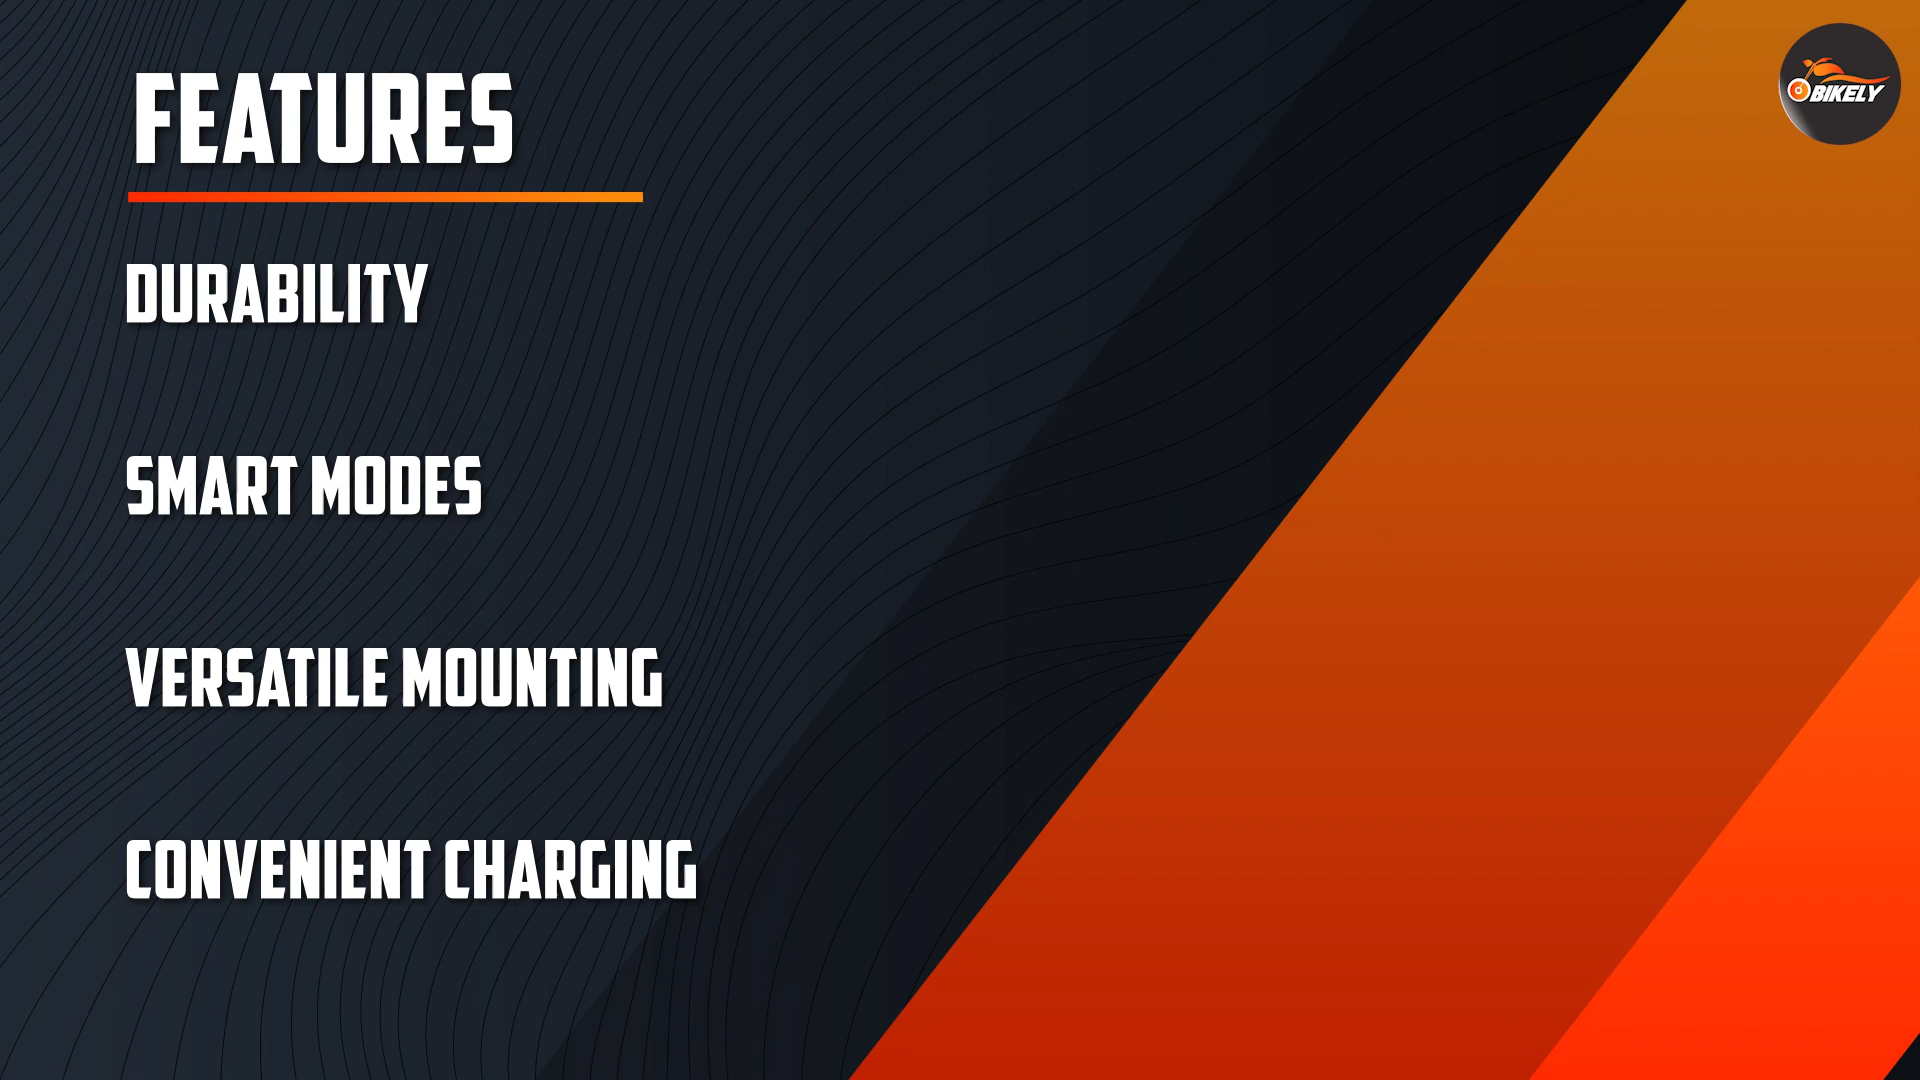 BIKELY
FEATURES
DURABILITY
SMART MODES
VERSATILE MOUNTING
CONVENIENT CHARGING